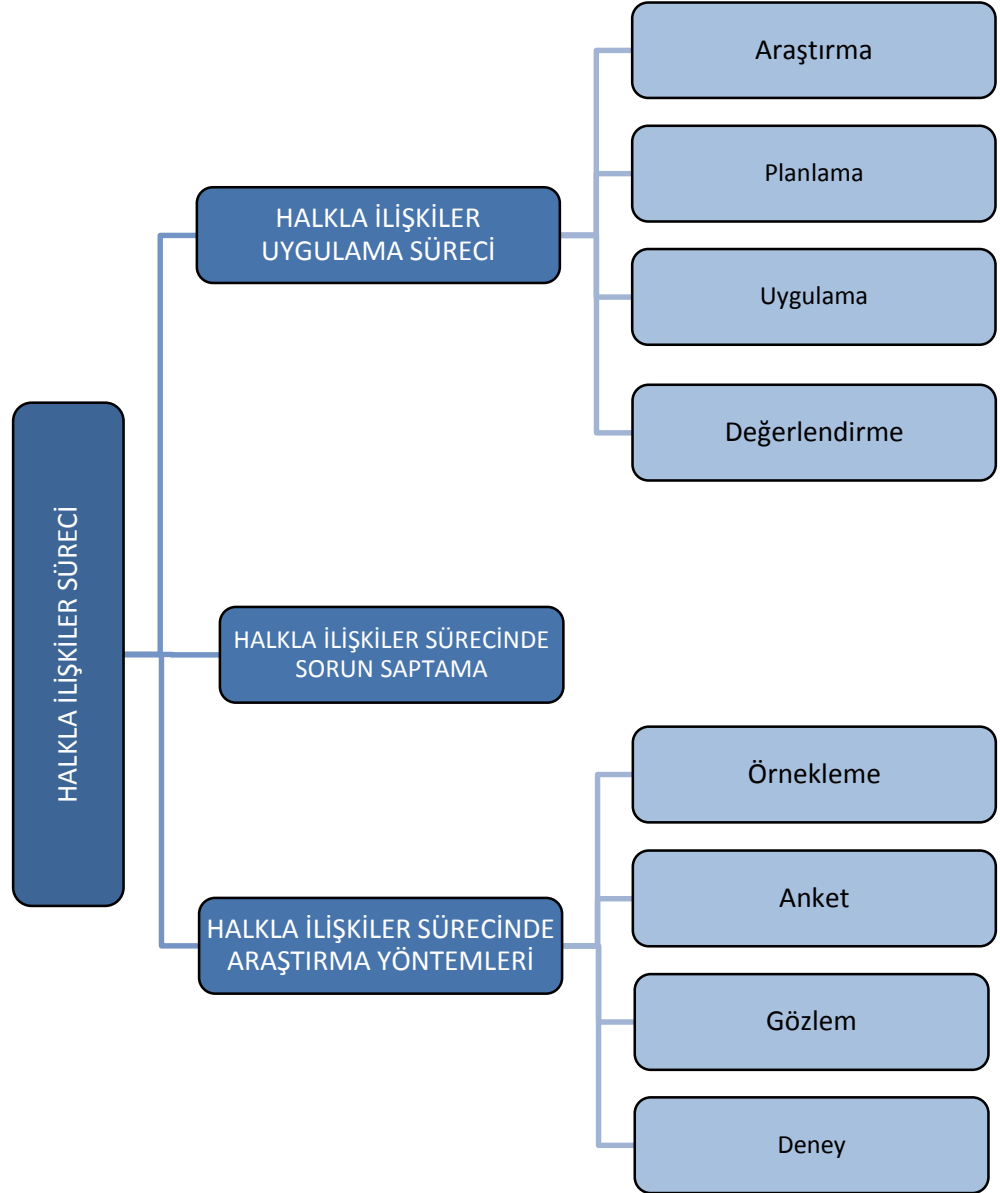 HALKLA İLİŞKİLER SÜRECİ
HALKLA İLİŞKİLER
UYGULAMA SÜRECİ
Araştırma
Planlama
Uygulama
Değerlendirme
HALKLA İLİŞKİLER SÜRECİNDE
SORUN SAPTAMA
HALKLA İLİŞKİLER SÜRECİNDE
ARAŞTIRMA YÖNTEMLERİ
Örnekleme
Anket
Gözlem
Deney